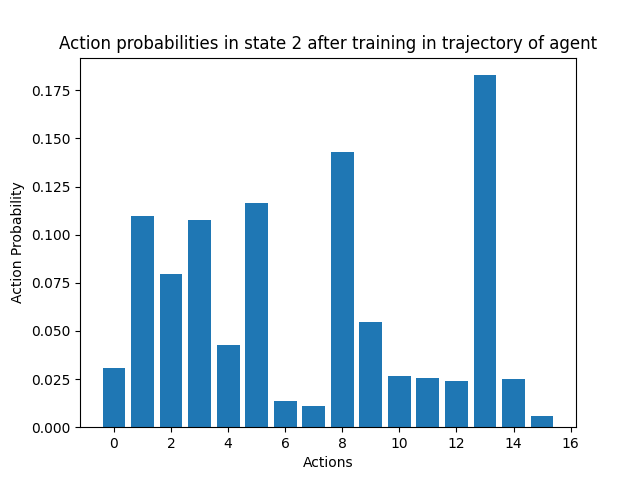 Action probabilities in state 2 after training in trajectory of agent
0.175
0.150
0.125
0.100
0.075
0.050
0.025
0.000
Action Probability
0 2 4 6 8 10 12 14 16
Actions